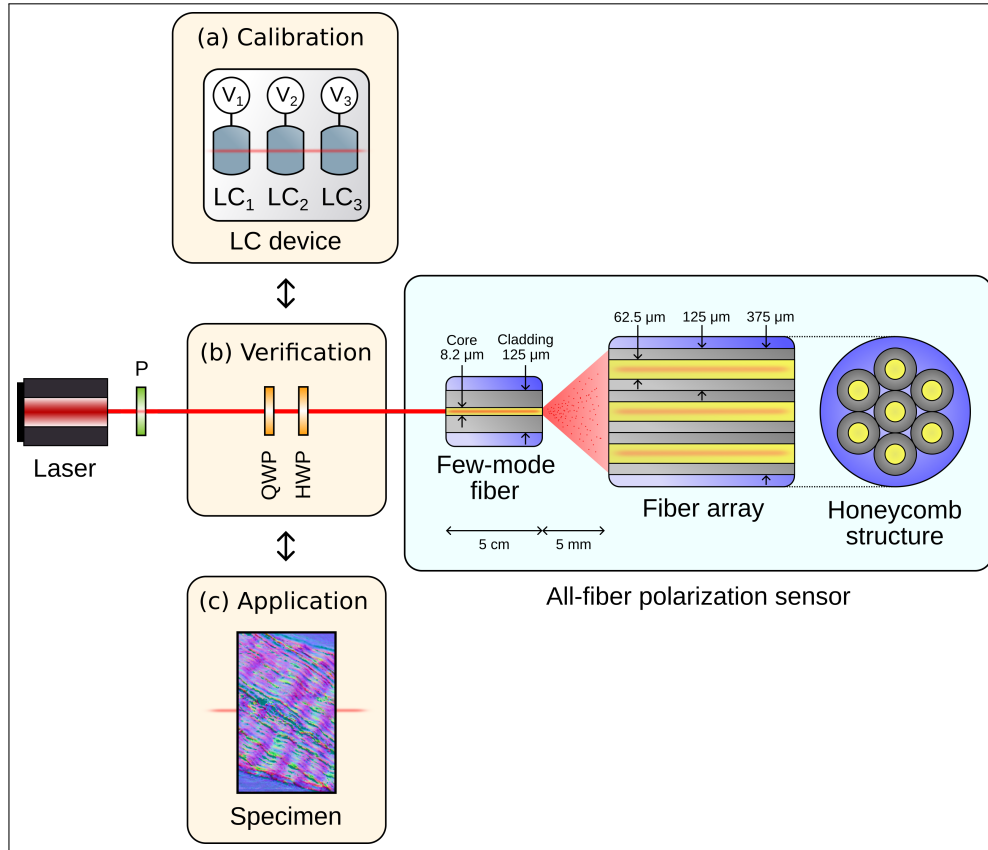 (a) Calibration
V1
V2
V3
LC1
LC2
LC3
LC device
(b) Verification
QWP
HWP
P
Laser
Core
8.2 μm
Cladding
125 μm
Few-mode
fiber
5 cm
5 mm
62.5 μm
125 μm
375 μm
Fiber array
Honeycomb
structure
All-fiber polarization sensor
(c) Application
Specimen